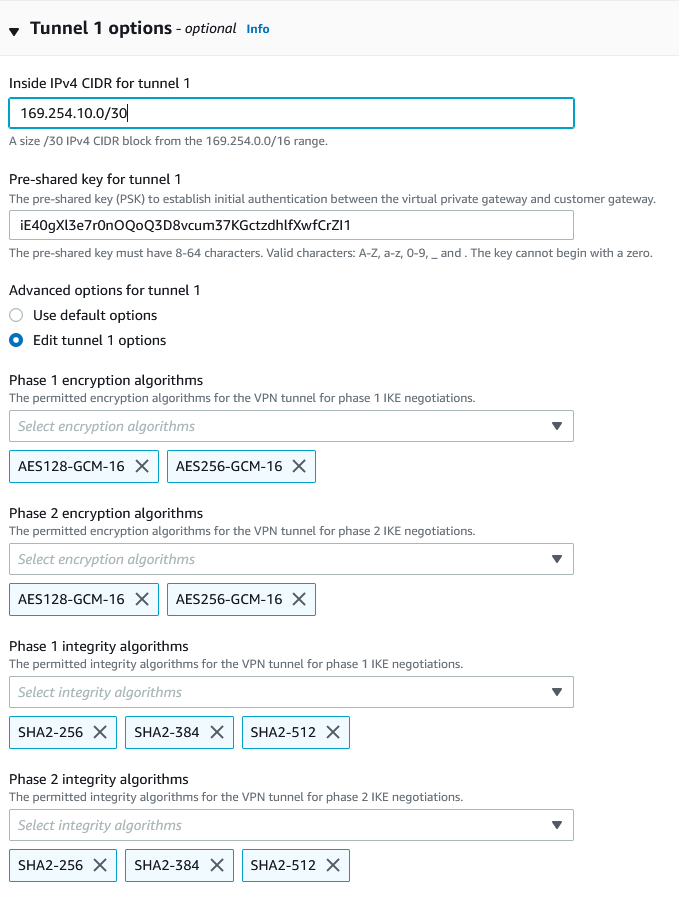 Tunnel 1 options - optional Info
Inside IPv4 CIDR for tunnel 1
169.254.10.0/30
A size /30 IPv4 CIDR block from the 169.254.0.0/16 range.
Pre-shared key for tunnel 1
The pre-shared key (PSK) to establish initial authentication between the virtual private gateway and customer gateway.
iE40gXl3e7r0nOQoQ3D8vcum37KGctzdhlfXwfCrZI1
The pre-shared key must have 8-64 characters. Valid characters: A-Z, a-z, 0-9, _ and . The key cannot begin with a zero.
Advanced options for tunnel 1
Use default options
Edit tunnel 1 options
Phase 1 encryption algorithms
The permitted encryption algorithms for the VPN tunnel for phase 1 IKE negotiations.
Select encryption algorithms
AES128-GCM-16 AES256-GCM-16
Phase 2 encryption algorithms
The permitted encryption algorithms for the VPN tunnel for phase 2 IKE negotiations.
Select encryption algorithms
AES128-GCM-16 AES256-GCM-16
Phase 1 integrity algorithms
The permitted integrity algorithms for the VPN tunnel for phase 1 IKE negotiations.
Select integrity algorithms
SHA2-256 SHA2-384 SHA2-512
Phase 2 integrity algorithms
The permitted integrity algorithms for the VPN tunnel for phase 2 IKE negotiations.
Select integrity algorithms
SHA2-256 SHA2-384 SHA2-512